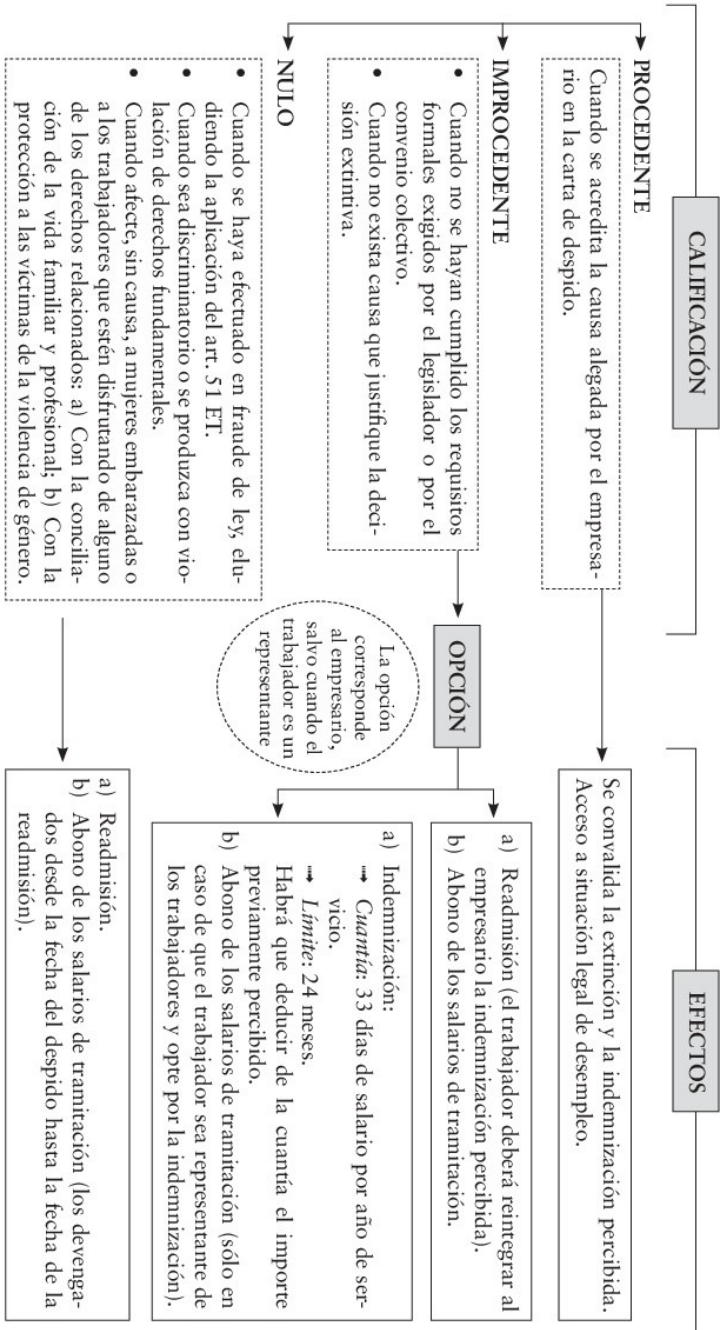 CALIFICACIÓN
EFECTOS
PROCEDENTE
Cuando se acredita la causa alegada por el empresa-
rio en la carta de despido.
Se convalida la extinción y la indemnización percibida.
Acceso a situación legal de desempleo.
IMPROCEDENTE
• Cuando no se hayan cumplido los requisitos
formales exigidos por el legislador o por el
convenio colectivo.
• Cuando no exista causa que justifique la deci-
sión extintiva.
OPCIÓN
La opción
corresponde
al empresario,
salvo cuando el
trabajador es un
representante
a) Readmisión (el trabajador deberá reintegrar al
empresario la indemnización percibida).
b) Abono de los salarios de tramitación.
a) Indemnización:
➟ Cuantía: 33 días de salario por año de ser-
vicio.
➟ Límite: 24 meses.
Habrá que deducir de la cuantía el importe
previamente percibido.
b) Abono de los salarios de tramitación (sólo en
caso de que el trabajador sea representante de
los trabajadores y opte por la indemnización).
NULO
• Cuando se haya efectuado en fraude de ley, elu-
diendo la aplicación del art. 51 ET.
• Cuando sea discriminatorio o se produzca con vio-
lación de derechos fundamentales.
• Cuando afecte, sin causa, a mujeres embarazadas o
a los trabajadores que estén disfrutando de alguno
de los derechos relacionados: a) Con la concilia-
ción de la vida familiar y profesional; b) Con la
protección a las víctimas de la violencia de género.
a) Readmisión.
b) Abono de los salarios de tramitación (los devenga-
dos desde la fecha del despido hasta la fecha de la
readmisión).